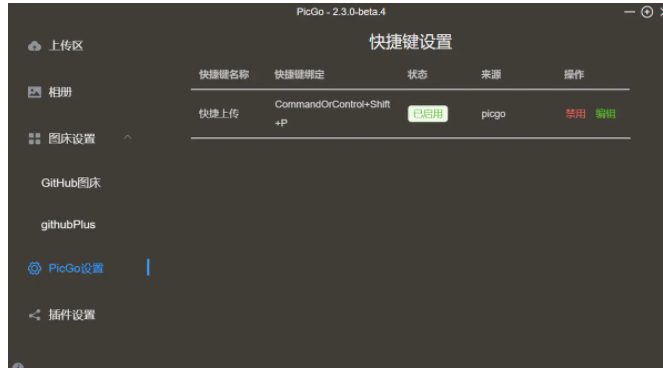 PicGo - 2.3.0-beta.4
上传区
相册
图床设置
GitHub图床
githubPlus
PicGo设置
插件设置
快捷键设置
快捷键名称 快捷键绑定 状态 来源 操作
快捷上传 CommandOrControl+Shift
+P 已启用 picgo 禁用 编辑